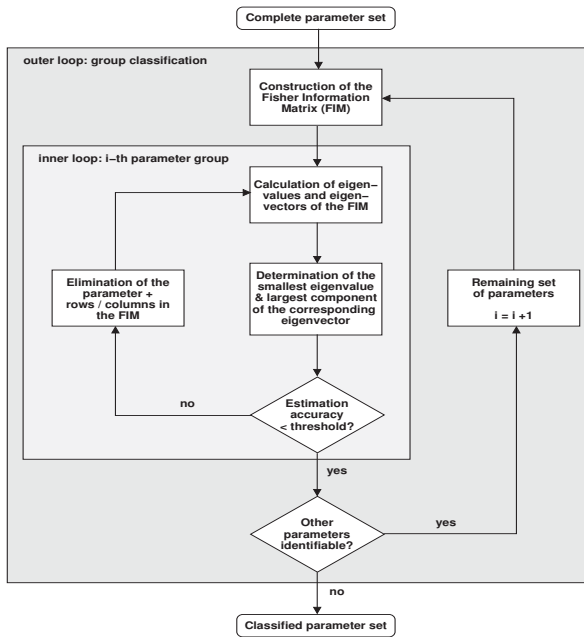 Complete parameter set
outer loop: group classification
Construction of the
Fisher Information
Matrix (FIM)
inner loop: i−th parameter group
Calculation of eigen−
values and eigen−
vectors of the FIM
Elimination of the
parameter +
rows / columns in
the FIM
Determination of the
smallest eigenvalue
& largest component
of the corresponding
eigenvector
Remaining set
of parameters
i = i +1
no
Estimation
accuracy
< threshold?
yes
Other
parameters
identifiable?
yes
no
Classified parameter set